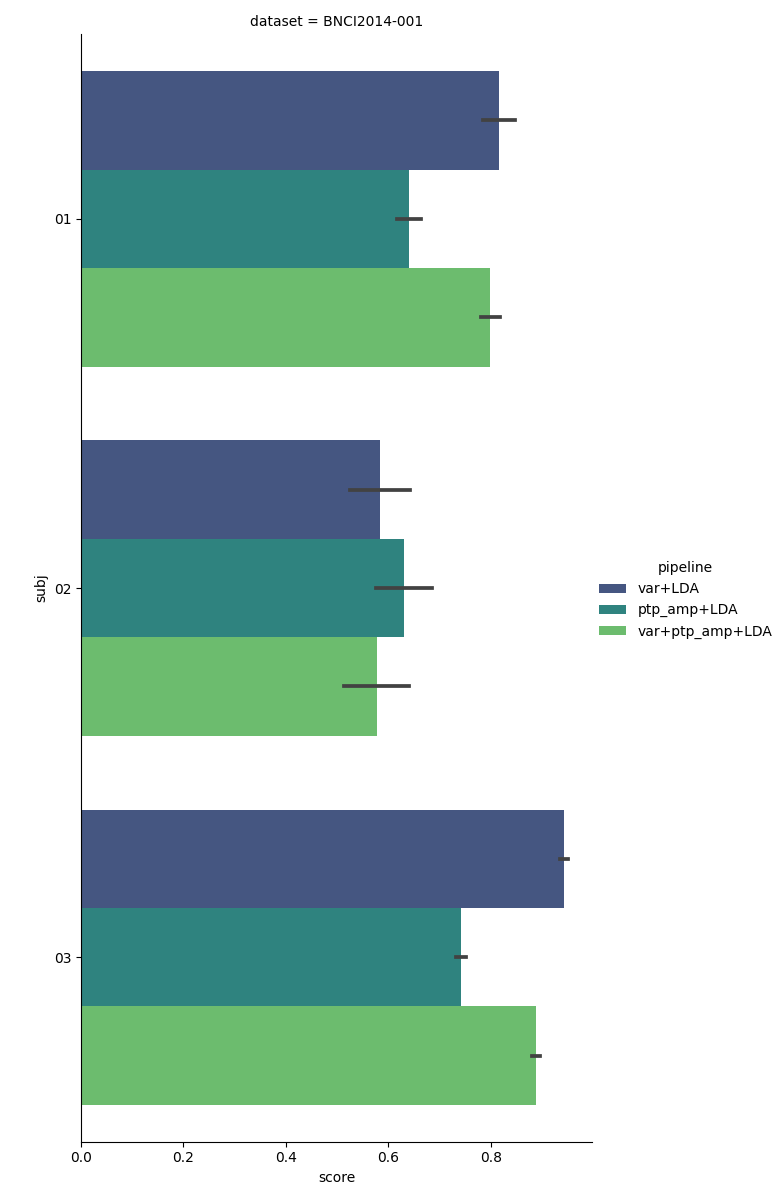 dataset = BNCI2014-001
01
02
03
subj
0.0 0.2 0.4 0.6 0.8
score
pipeline
var+LDA
ptp_amp+LDA
var+ptp_amp+LDA